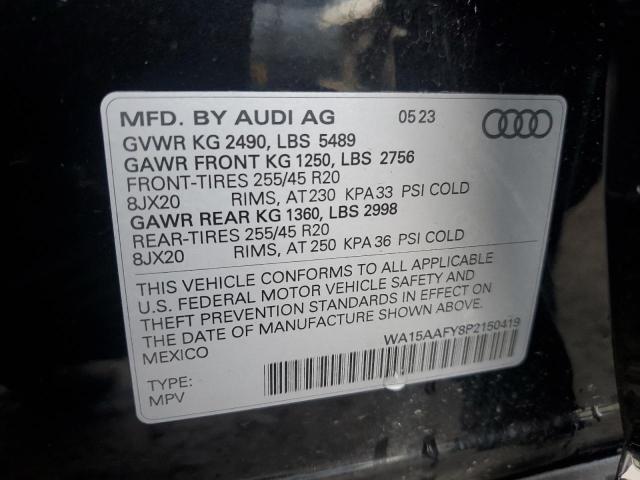 MFD. BY AUDI AG 05 23
GVWR KG 2490, LBS 5489
GAWR FRONT KG 1250, LBS 2756
FRONT-TIRES 255/45 R20
8JX20 RIMS, AT 230 KPA 33 PSI COLD
GAWR REAR KG 1360, LBS 2998
REAR-TIRES 255/45 R20
8JX20 RIMS, AT 250 KPA 36 PSI COLD
THIS VEHICLE CONFORMS TO ALL APPLICABLE
U.S. FEDERAL MOTOR VEHICLE SAFETY AND
THEFT PREVENTION STANDARDS IN EFFECT ON
THE DATE OF MANUFACTURE SHOWN ABOVE.
MEXICO
WA15AAFY8P2150419
TYPE:
MPV